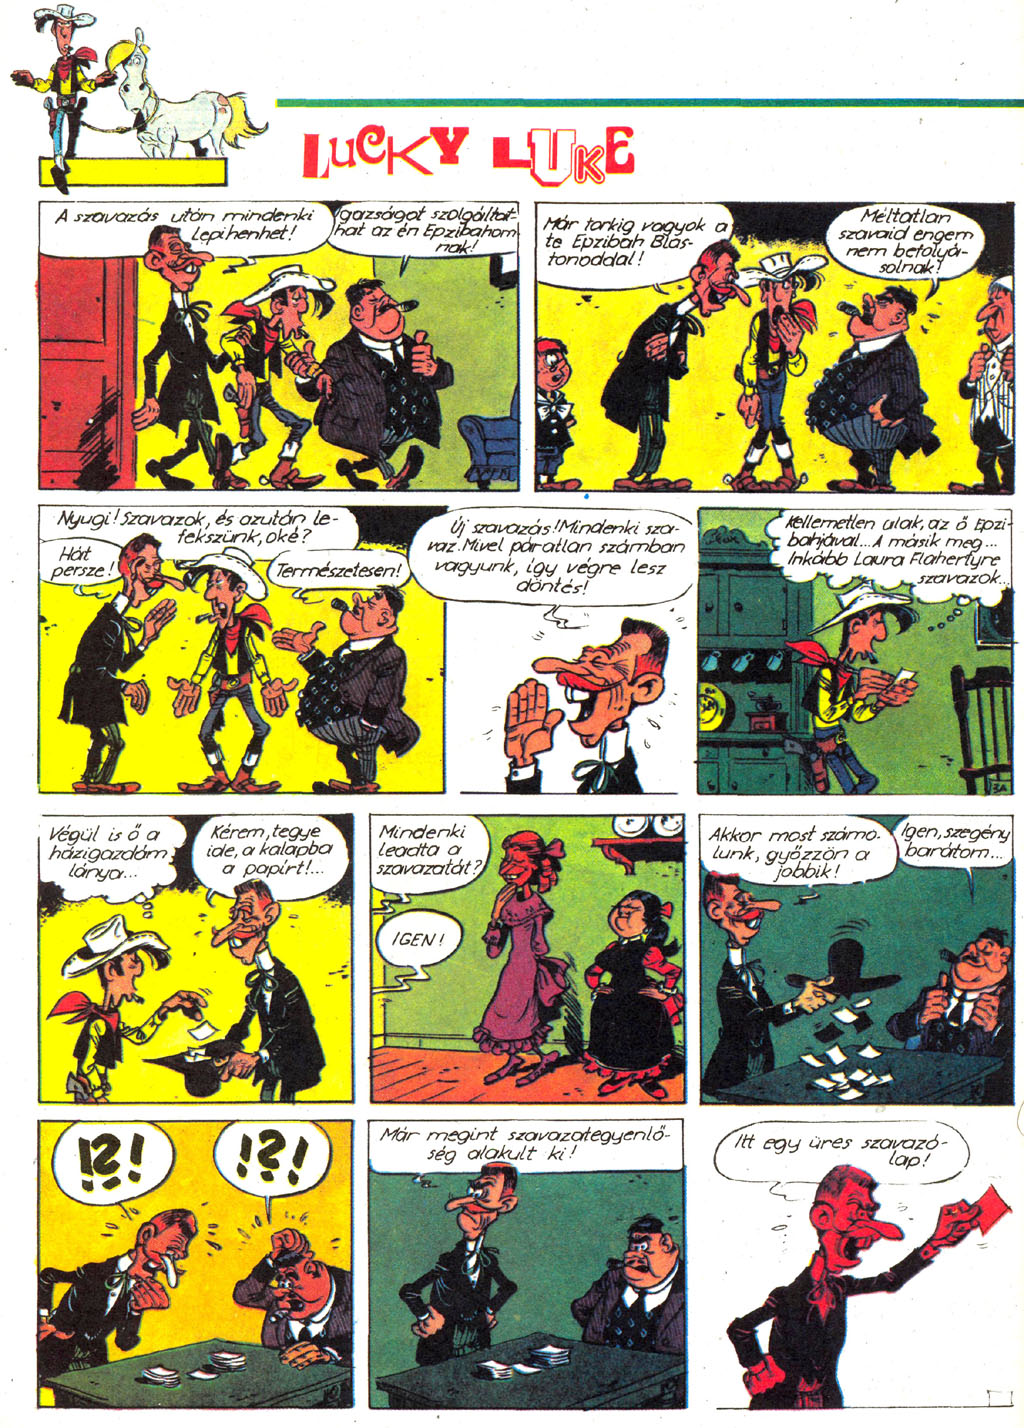 LUCKY LUKE
A szavazás után mindenki
lepihenhet!
Igazságot szolgáltat-
hat az én Epzibahom-
nak!
Már torkig vagyok a
te Epzibah Blas-
tonoddal!
Méltatlan
szavaid engem
nem befolyá-
solnak!
Nyugi! Szavazok, és azután le-
fekszünk, oké?
Hát
persze!
Természetesen!
Új szavazás! Mindenki sza-
vaz. Mivel páratlan számban
vagyunk, így végre lesz
döntés!
Kellemetlen alak, az ő Epzi-
bahjával... A másik meg...
Inkább Laura Flahertyre
szavazok...
3A
Végül is ő a
házigazdám
lánya...
Kérem, tegye
ide, a kalapba
a papírt!...
Mindenki
leadta a
szavazatát?
IGEN!
Akkor most számo-
lunk, győzzön a
jobbik!
Igen, szegény
barátom...
!?!
!?!
Már megint szavazategyenlő-
ség alakult ki!
Itt egy üres szavazó-
lap!